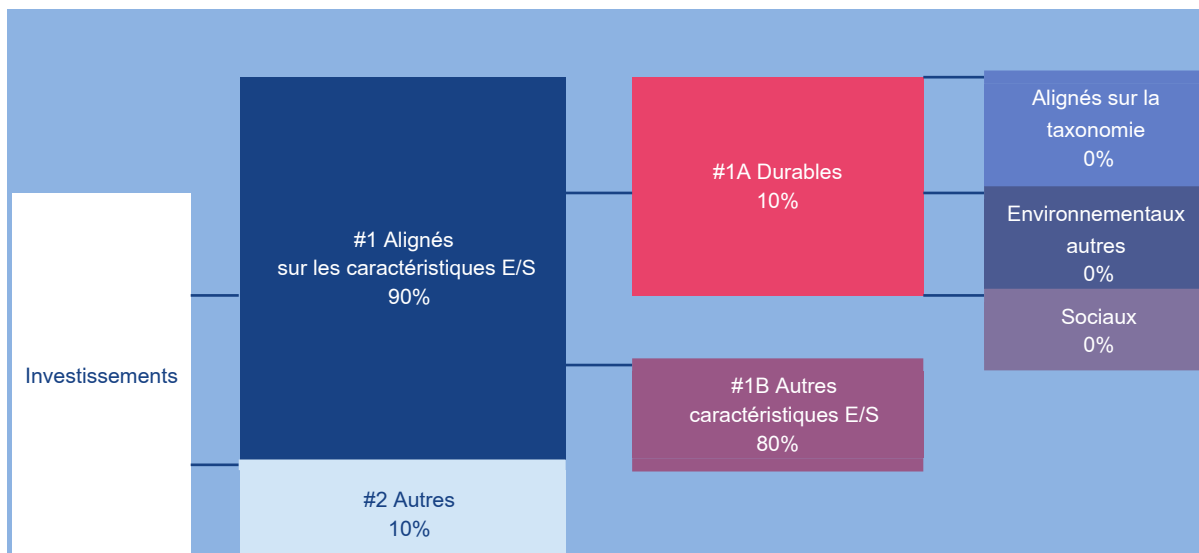 Investissements
#1 Alignés
sur les caractéristiques E/S
90%
#2 Autres
10%
#1A Durables
10%
#1B Autres
caractéristiques E/S
80%
Alignés sur la
taxonomie
0%
Environnementaux
autres
0%
Sociaux
0%